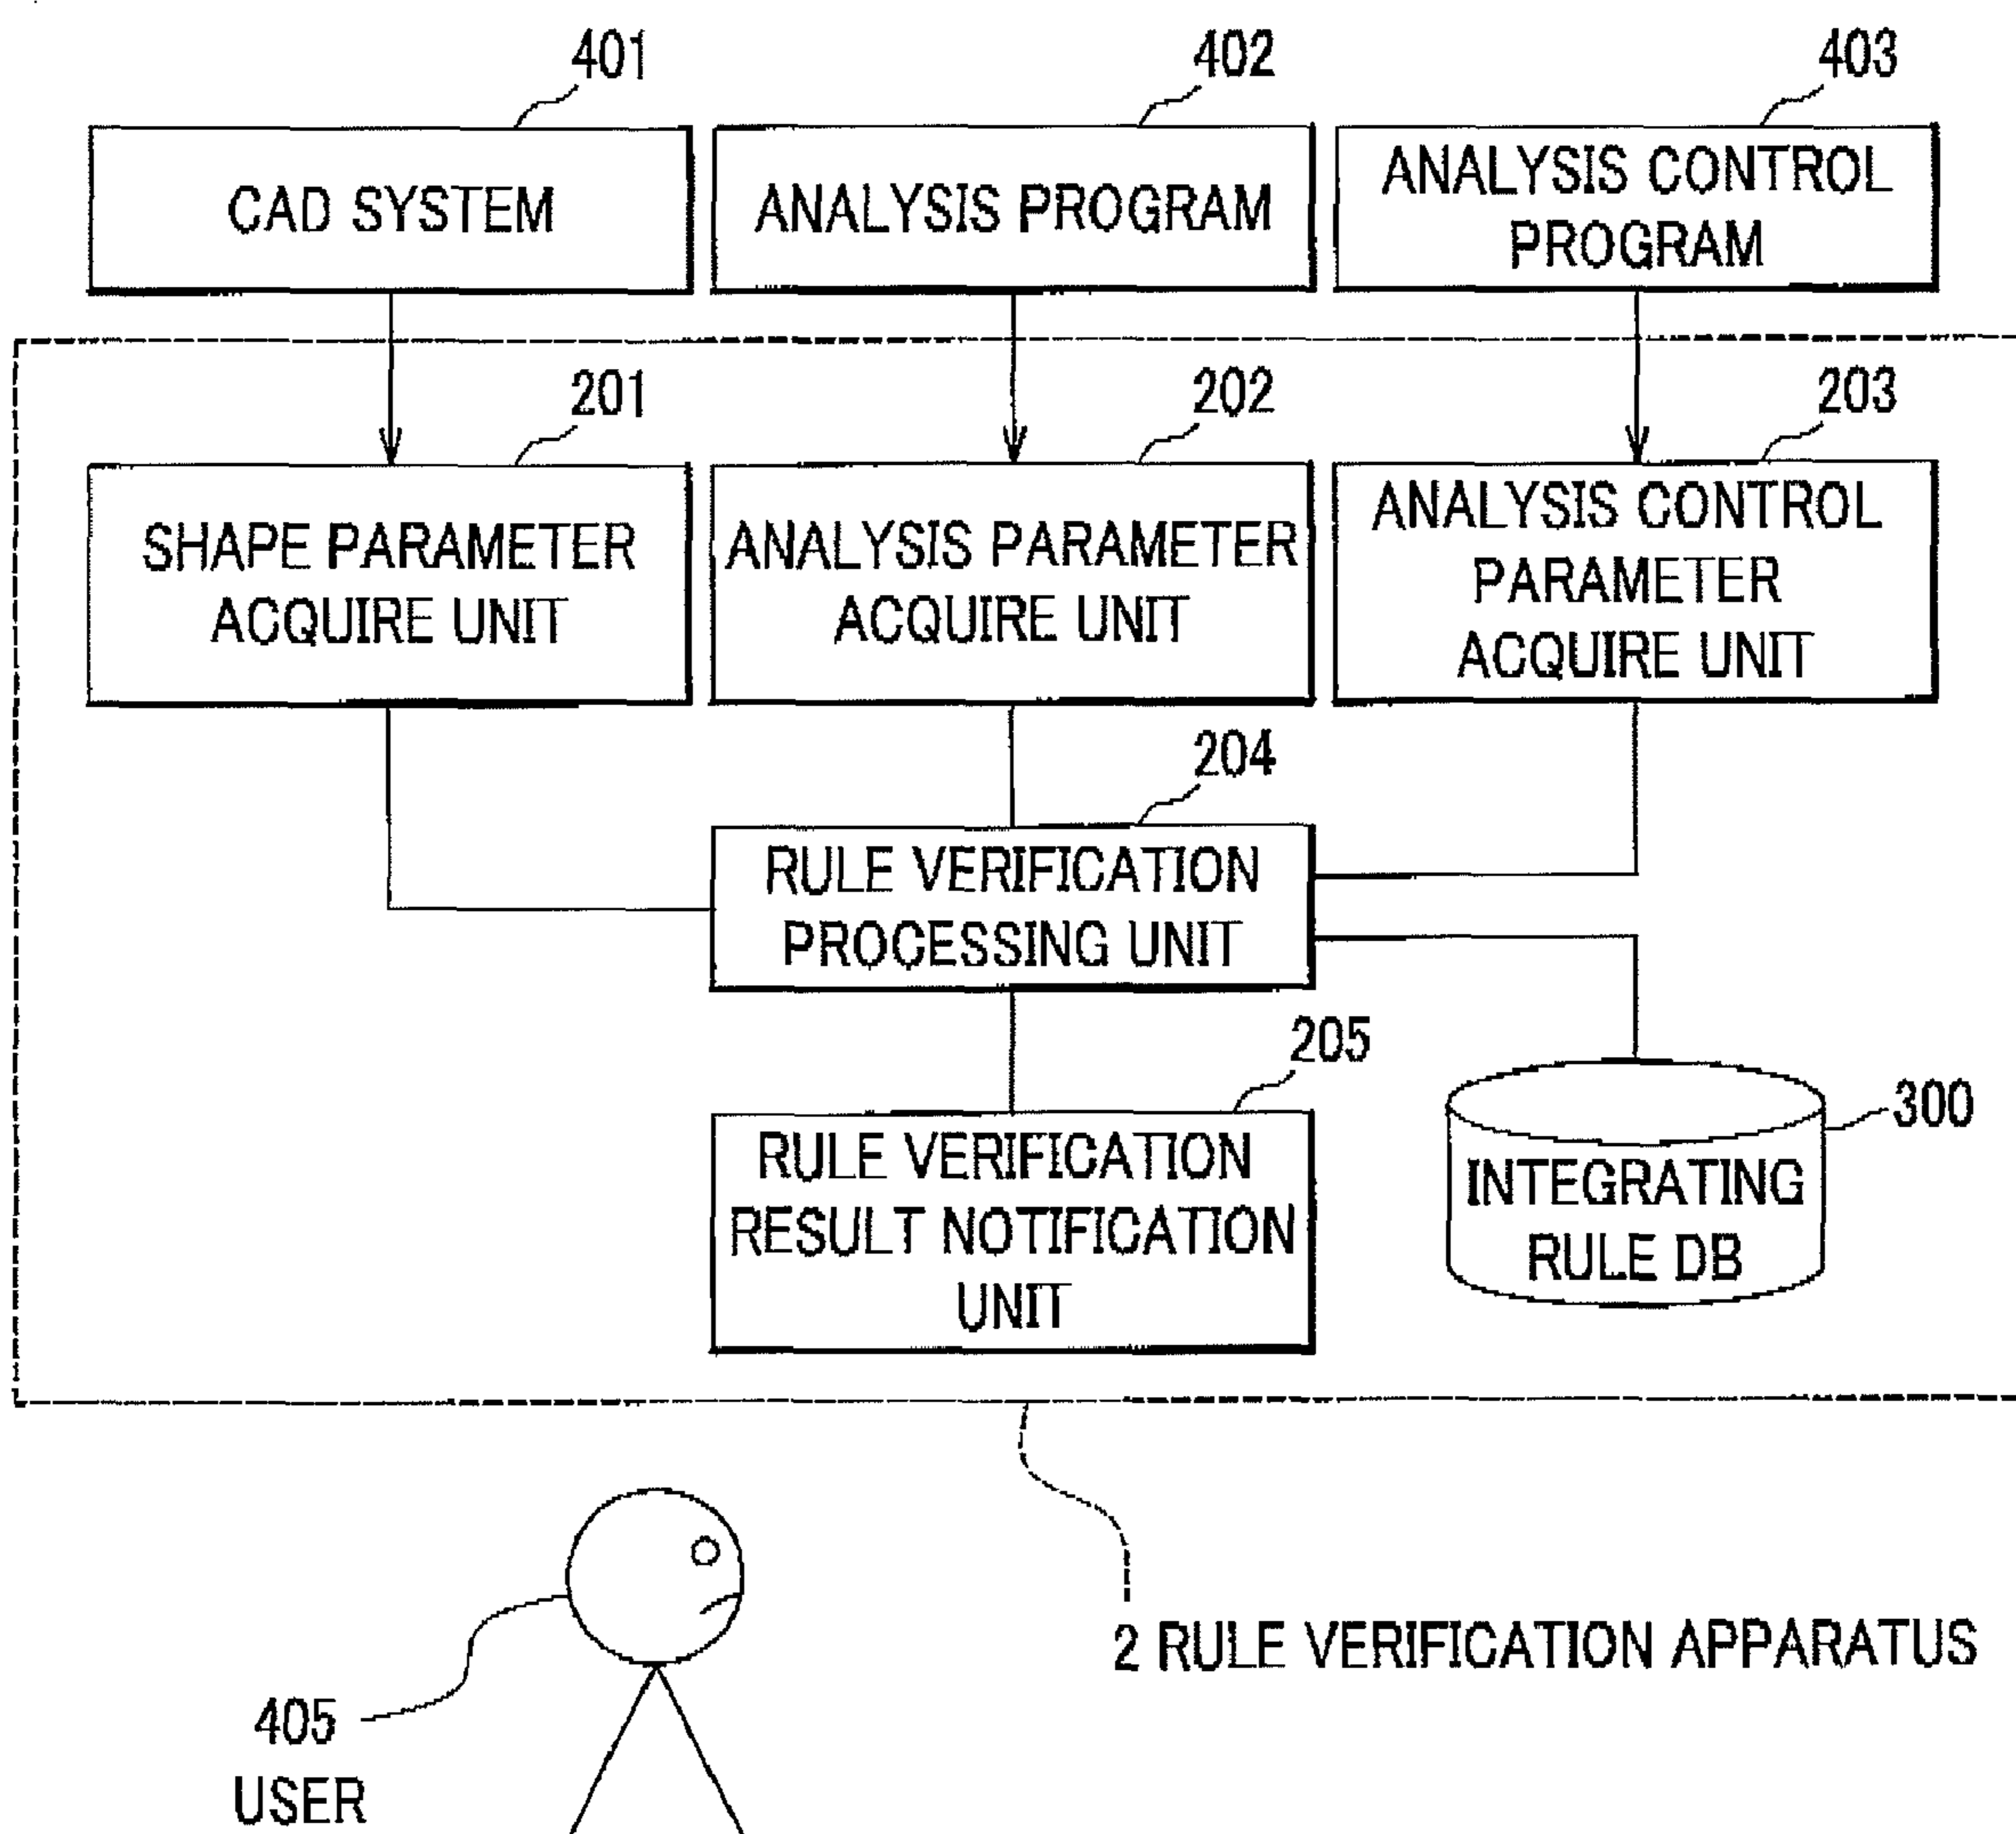 401
402
403
CAD SYSTEM
ANALYSIS PROGRAM
ANALYSIS CONTROL
PROGRAM
201
202
203
SHAPE PARAMETER
ACQUIRE UNIT
ANALYSIS PARAMETER
ACQUIRE UNIT
ANALYSIS CONTROL
PARAMETER
ACQUIRE UNIT
204
RULE VERIFICATION
PROCESSING UNIT
205
RULE VERIFICATION
RESULT NOTIFICATION
UNIT
300
INTEGRATING
RULE DB
2 RULE VERIFICATION APPARATUS
405
USER